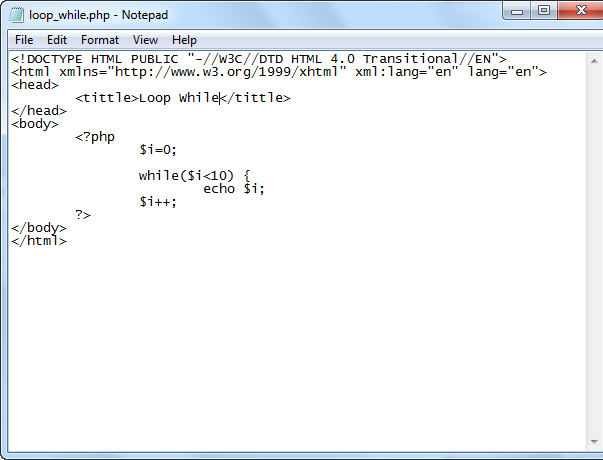 loop_while.php - Notepad
File Edit Format View Help
<!DOCTYPE HTML PUBLIC "-//W3C//DTD HTML 4.0 Transitional//EN">
<html xmlns="http://www.w3.org/1999/xhtml" xml:lang="en" lang="en">
<head>
        <tittle>Loop While</tittle>
</head>
<body>
        <?php
                $i=0;

                while($i<10) {
                        echo $i;
                $i++;
        ?>
</body>
</html>